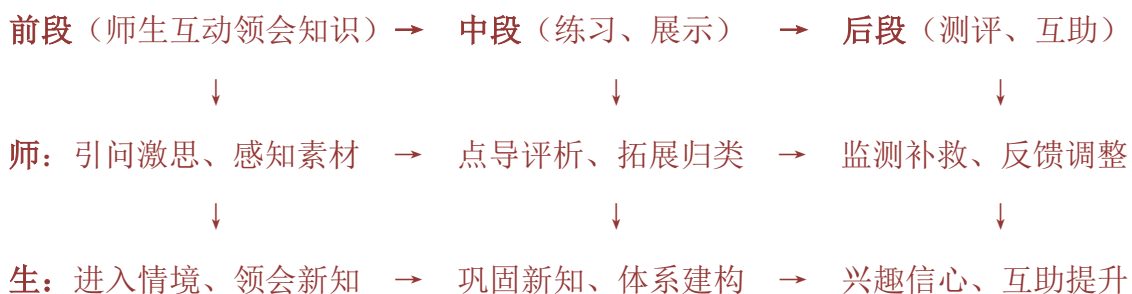 前段（师生互动领会知识）→ 中段（练习、展示） → 后段（测评、互助）
↓ ↓ ↓
师：引问激思、感知素材 → 点导评析、拓展归类 → 监测补救、反馈调整
↓ ↓ ↓
生：进入情境、领会新知 → 巩固新知、体系建构 → 兴趣信心、互助提升